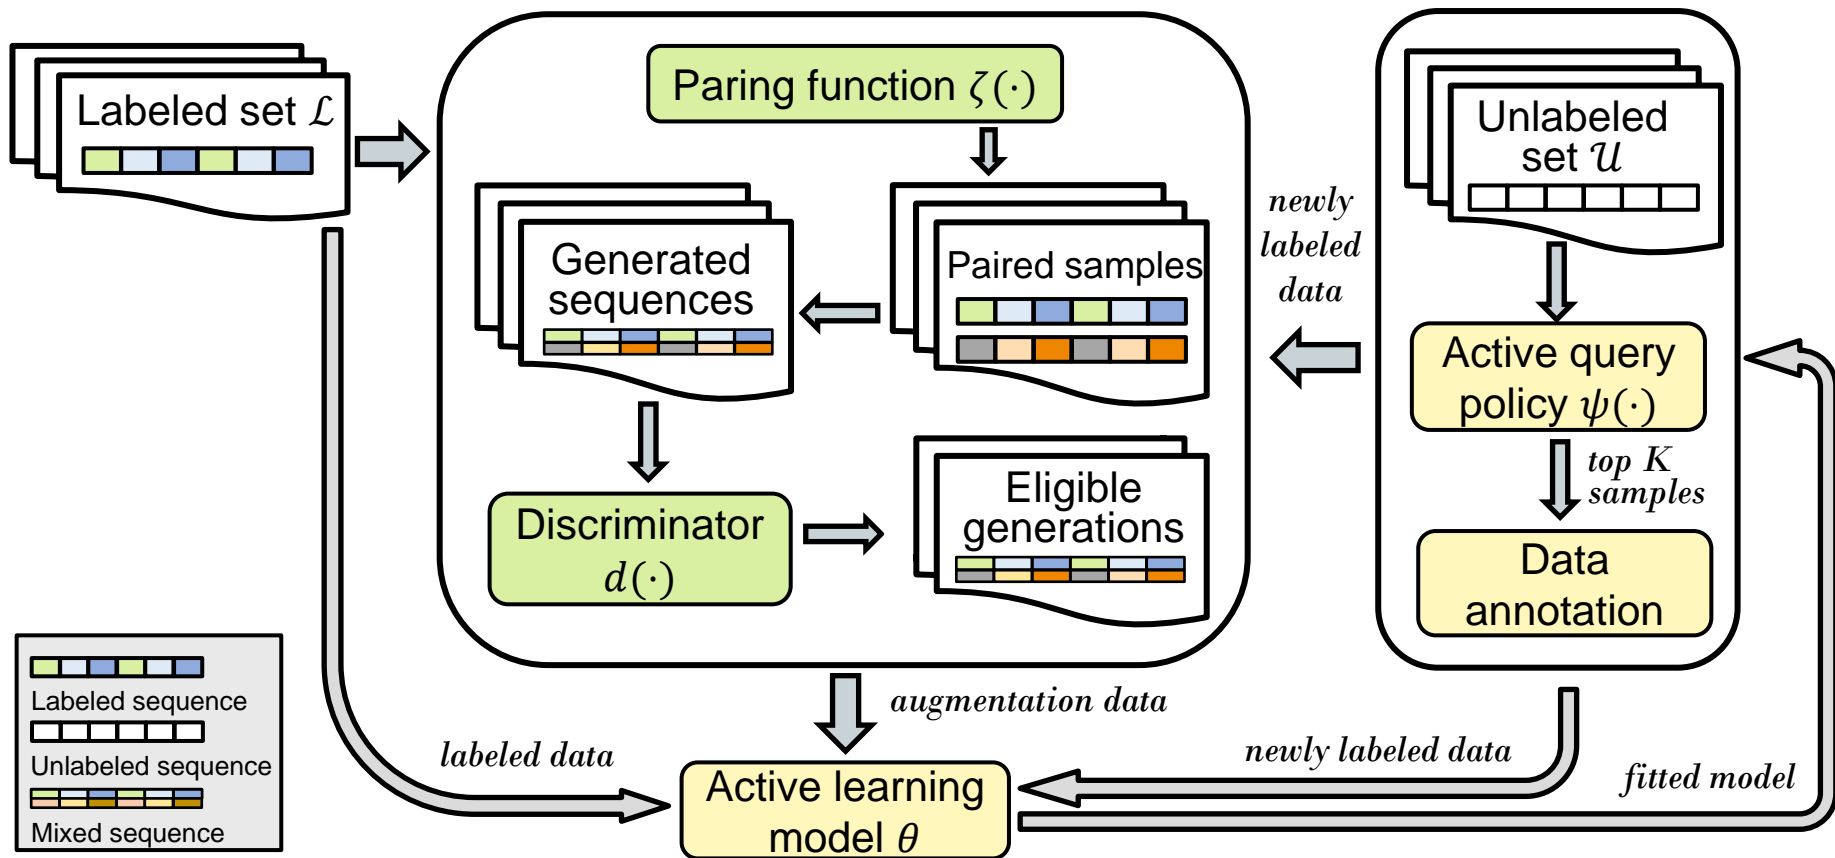 Labeled set ℒ
Paring function ζ(·)
Generated
sequences
Paired samples
Discriminator
d(·)
Eligible
generations
newly
labeled
data
Unlabeled
set 𝒰
Active query
policy ψ(·)
top K
samples
Data
annotation
Labeled sequence
Unlabeled sequence
Mixed sequence
labeled data
augmentation data
newly labeled data
fitted model
Active learning
model θ